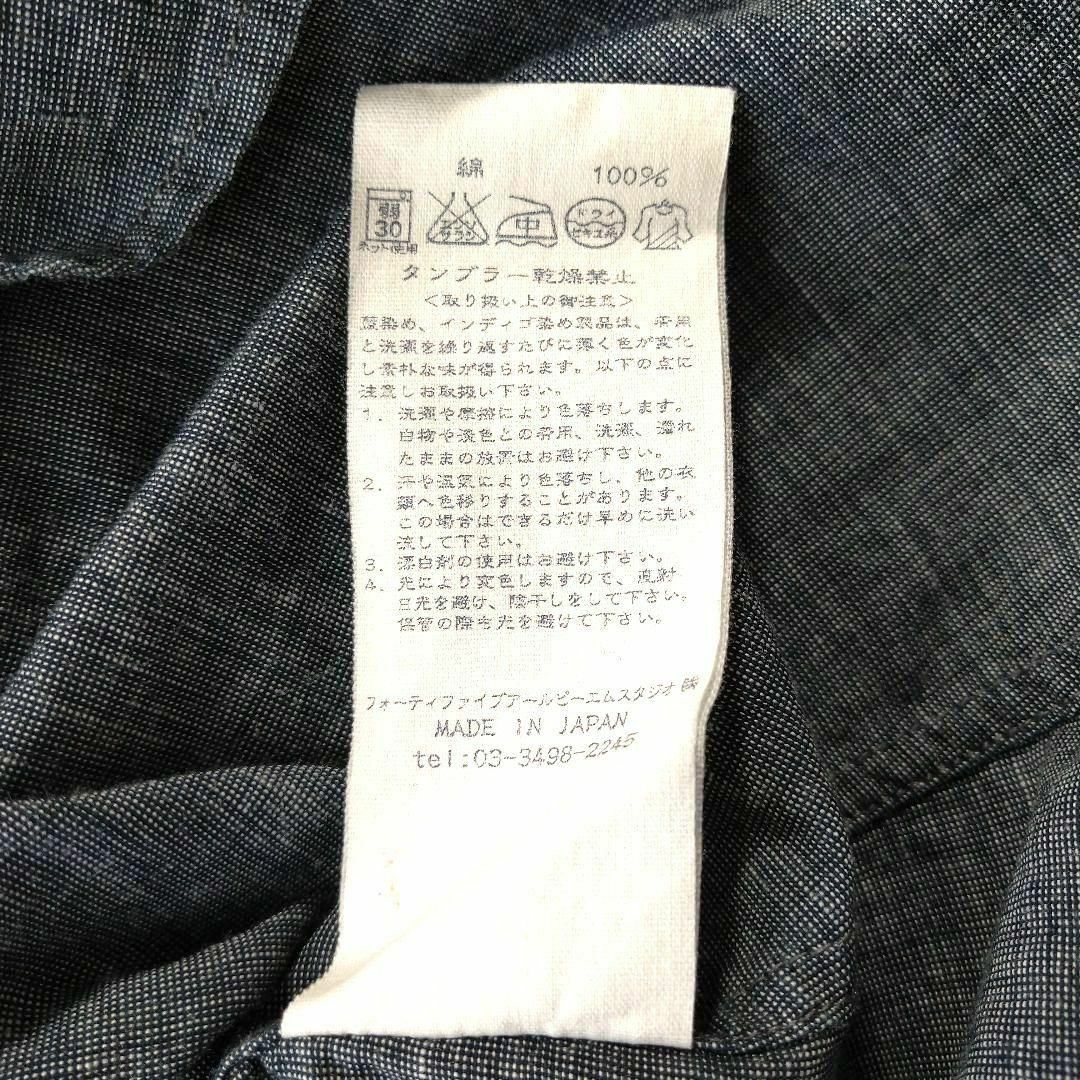 綿 100%
弱
30
ネット使用
エンソ
サラシ
中
ドライ
セキユ系
タンブラー乾燥禁止
<取り扱い上の御注意>
藍染め、インディゴ染め製品は、着用
と洗濯を繰り返すたびに薄く色が変化
し素朴な味が得られます。以下の点に
注意しお取扱い下さい。
1. 洗濯や摩擦により色落ちします。
白物や淡色との着用、洗濯、濡れ
たままの放置はお避け下さい。
2. 汗や湿気により色落ちし、他の衣
類へ色移りすることがあります。
この場合はできるだけ早めに洗い
流して下さい。
3. 漂白剤の使用はお避け下さい。
4. 光により変色しますので、直射
日光を避け、陰干しをして下さい。
保管の際も光を避けて下さい。
フォーティファイブアールピーエムスタジオ㈱
MADE IN JAPAN
tel:03-3498-2245